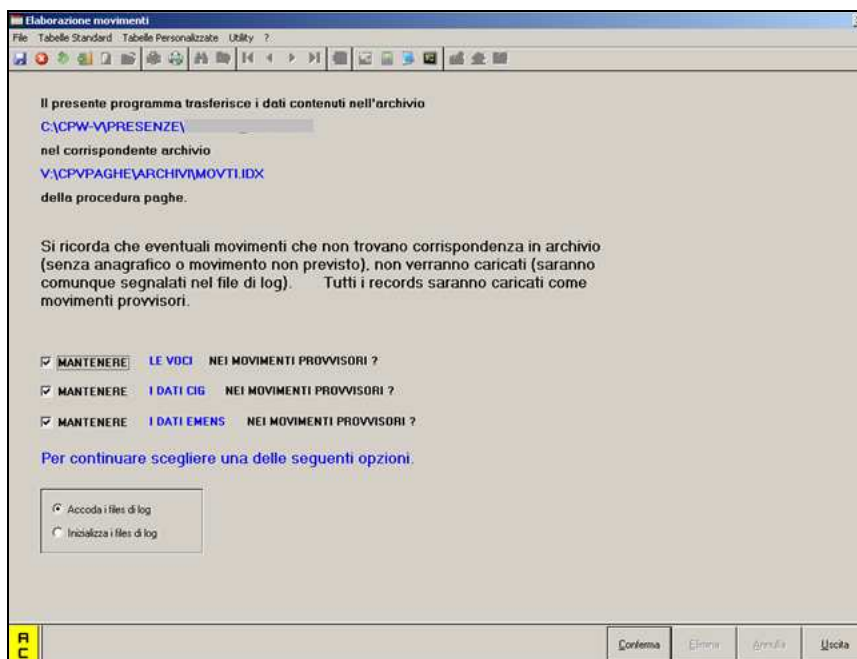 Elaborazione movimenti
File Tabelle Standard Tabelle Personalizzate Utility ?
Il presente programma trasferisce i dati contenuti nell'archivio
C:\CPW-V\PRESENZE\
nel corrispondente archivio
V:\CPVPAGHE\ARCHIVI\MOVTI.IDX
della procedura paghe.
Si ricorda che eventuali movimenti che non trovano corrispondenza in archivio
(senza anagrafico o movimento non previsto), non verranno caricati (saranno
comunque segnalati nel file di log). Tutti i records saranno caricati come
movimenti provvisori.
MANTENERE LE VOCI NEI MOVIMENTI PROVVISORI ?
MANTENERE I DATI CIG NEI MOVIMENTI PROVVISORI ?
MANTENERE I DATI EMENS NEI MOVIMENTI PROVVISORI ?
Per continuare scegliere una delle seguenti opzioni.
Accoda i files di log
Inizializza i files di log
A
C
Conferma Elimina Annulla Uscita